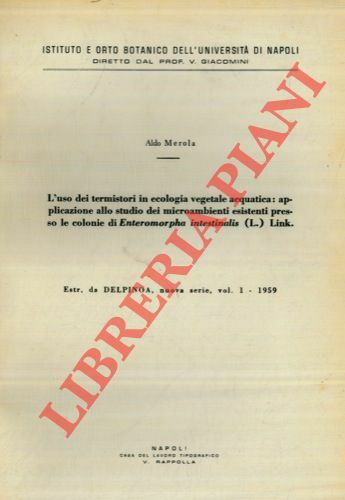 ISTITUTO E ORTO BOTANICO DELL'UNIVERSITÀ DI NAPOLI
DIRETTO DAL PROF. V. GIACOMINI
Aldo Merola
L'uso dei termistori in ecologia vegetale acquatica: ap-
plicazione allo studio dei microambienti esistenti pres-
so le colonie di Enteromorpha intestinalis (L.) Link.
Estr. da DELPINOA, nuova serie, vol. 1 - 1959
LIBRERIA PIANI
NAPOLI
CASA DEL LAVORO TIPOGRAFICO
V. RAPPOLLA